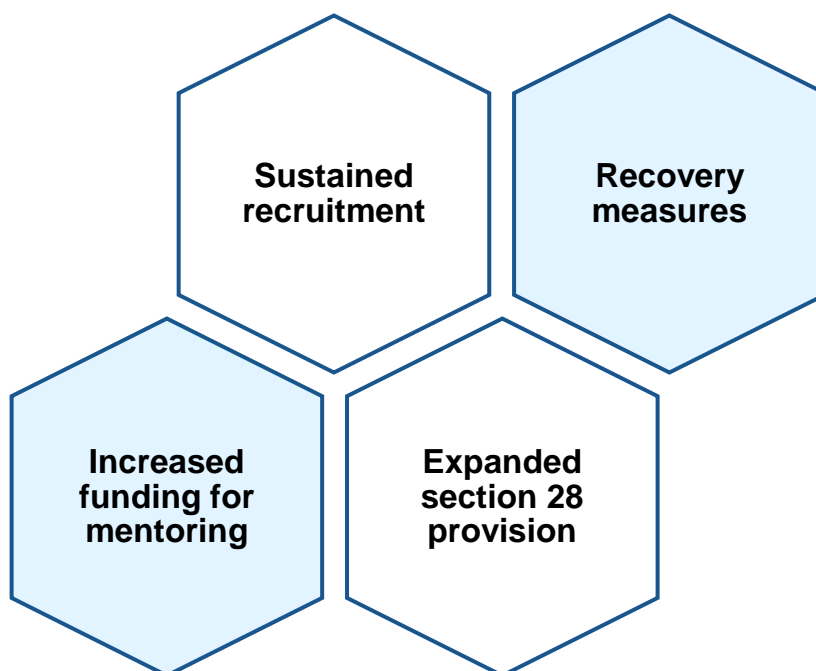 Sustained
recruitment
Recovery
measures
Increased
funding for
mentoring
Expanded
section 28
provision